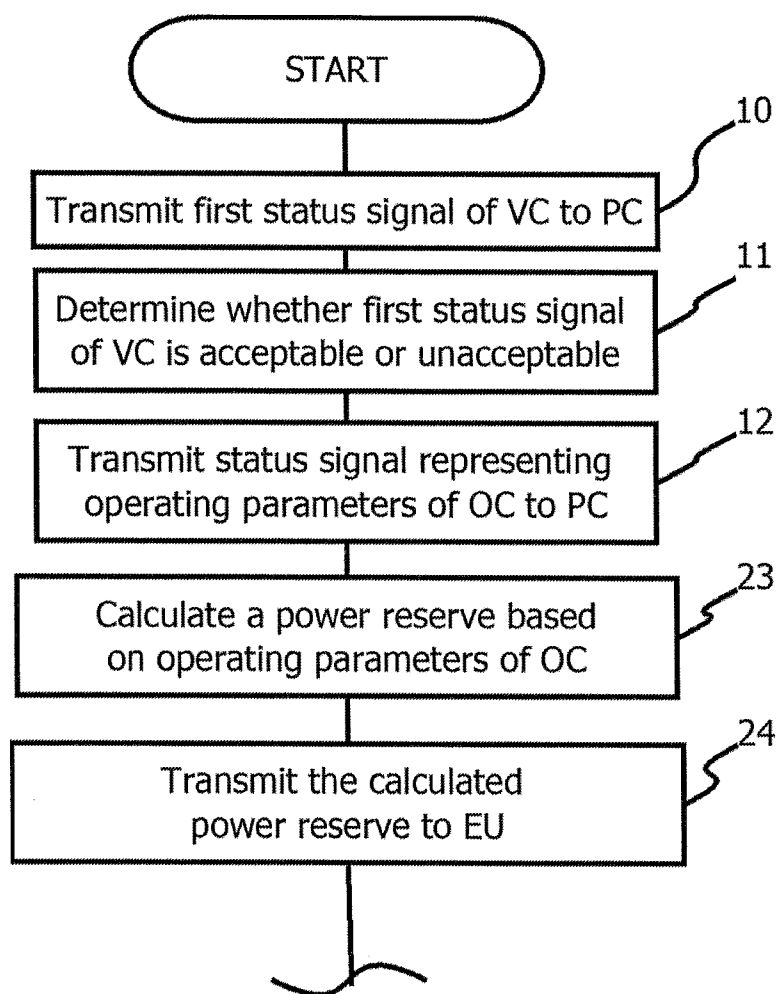 START
10
Transmit first status signal of VC to PC
11
Determine whether first status signal
of VC is acceptable or unacceptable
12
Transmit status signal representing
operating parameters of OC to PC
23
Calculate a power reserve based
on operating parameters of OC
24
Transmit the calculated
power reserve to EU